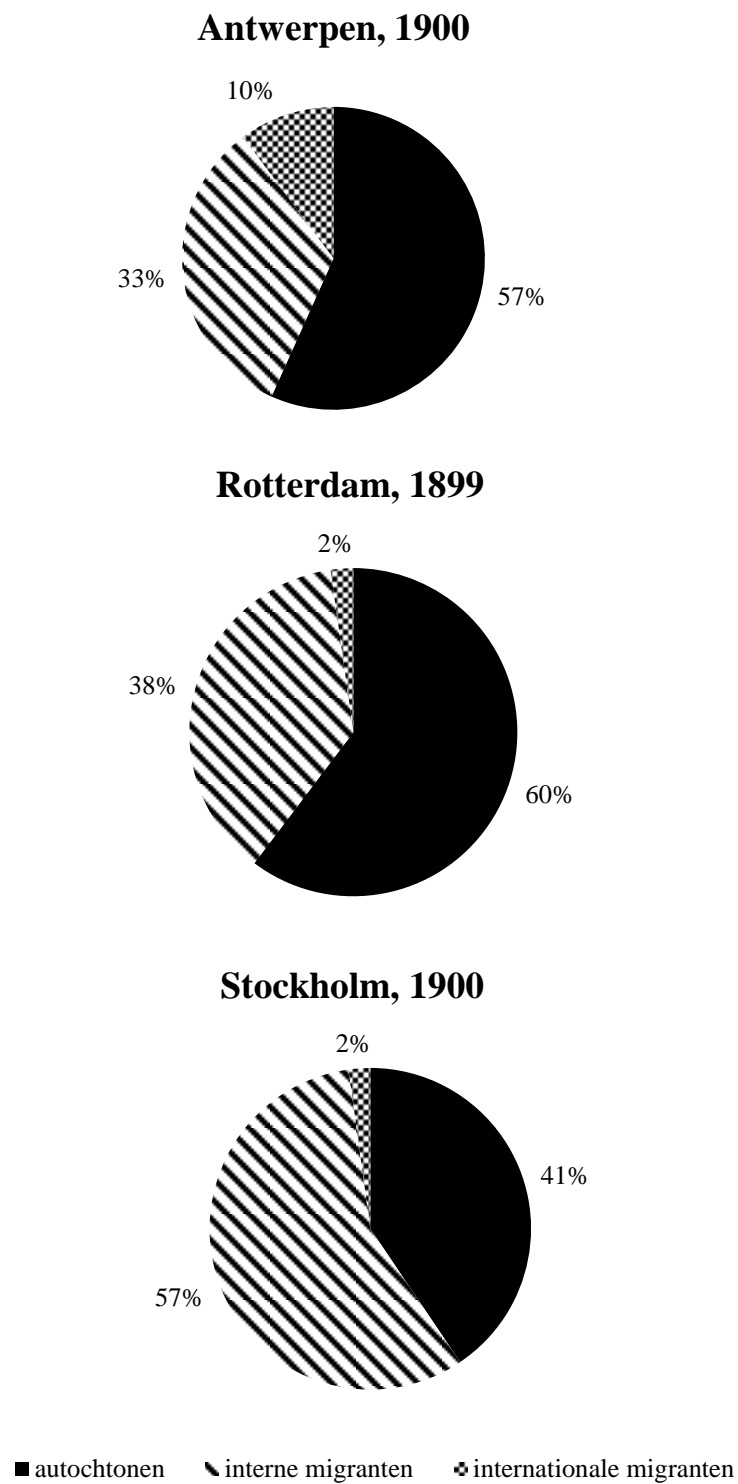 Antwerpen, 1900
10%
33%
57%
Rotterdam, 1899
2%
38%
60%
Stockholm, 1900
2%
41%
57%
autochtonen interne migranten internationale migranten